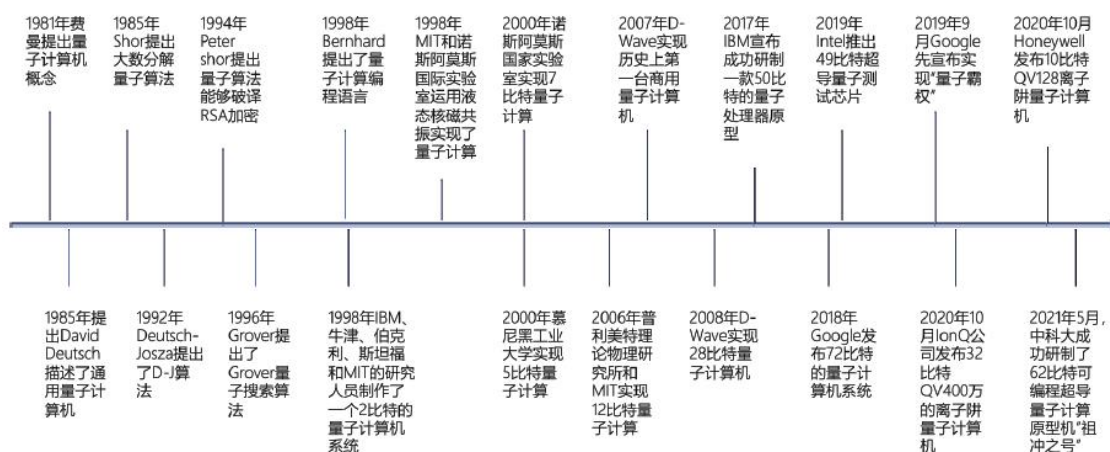 1981年费
曼提出量
子计算机
概念
1985年
Shor提出
大数分解
量子算法
1994年
Peter
shor提出
量子算法
能够破译
RSA加密
1998年
Bernhard
提出了量
子计算编
程语言
1998年
MIT和诺
斯阿莫斯
国际实验
室运用液
态核磁共
振实现了
量子计算
2000年诺
斯阿莫斯
国家实验
室实现7
比特量子
计算
2007年D-
Wave实现
历史上第
一台商用
量子计算
机
2017年
IBM宣布
成功研制
一款50比
特的量子
处理器原
型
2019年
Intel推出
49比特超
导量子测
试芯片
2019年9
月Google
先宣布实
现"量子霸
权"
2020年10月
Honeywell
发布10比特
QV128离子
阱量子计算
机
1985年提
出David
Deutsch
描述了通
用量子计
算机
1992年
Deutsch-
Josza提出
了D-J算
法
1996年
Grover提
出了
Grover量
子搜索算
法
1998年IBM、
牛津、伯克
利、斯坦福
和MIT的研究
人员制作了
一个2比特的
量子计算机
系统
2000年慕
尼黑工业
大学实现
5比特量
子计算
2006年普
利美特理
论物理研
究所和
MIT实现
12比特量
子计算
2008年D-
Wave实现
28比特量
子计算机
2018年
Google发
布72比特
的量子计
算机系统
2020年10
月IonQ公
司发布32
比特
QV400万
的离子阱
量子计算
机
2021年5月,
中科大成
功研制了
62比特可
编程超导
量子计算
原型机"祖
冲之号"